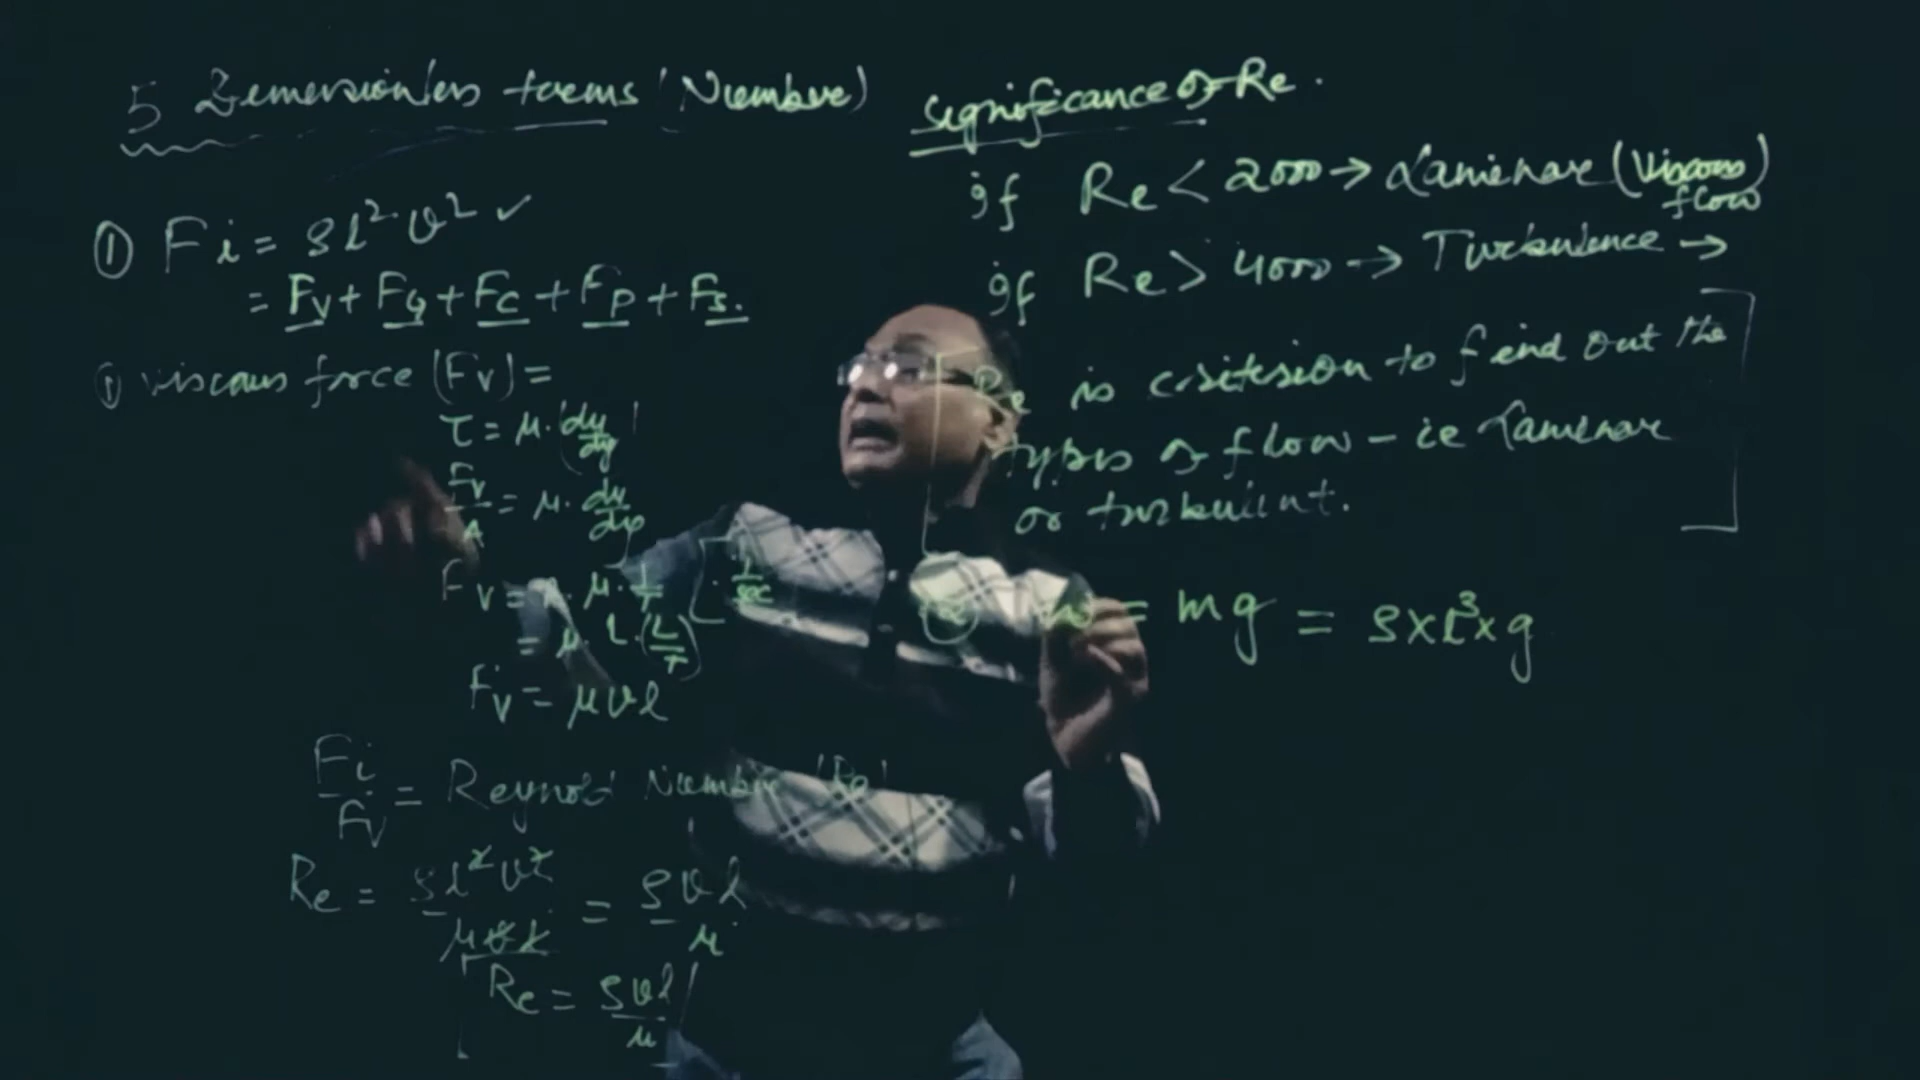 5 Dimensionless terms (Number)
① Fi = ρl².v² ✓
= Fv + Fg + Fc + Fp + Fs.
① Viscous force (Fv) =
τ = μ.(du/dy)
Fv/A = μ. du/dy
Fv = μ.
= μ. L.(L/T)
Fv = μvl
Fi/Fv = Reynold Number 'Re'
Re = ρl²v²/μvl = ρvl/μ
Re = ρvl/μ
Significance of Re.
if Re < 2000 → Laminar (Viscous) flow
if Re > 4000 → Turbulence →
Re is criterion to find out the
types of flow - ie Laminar
or turbulent.
w = mg = ρ×l³×g